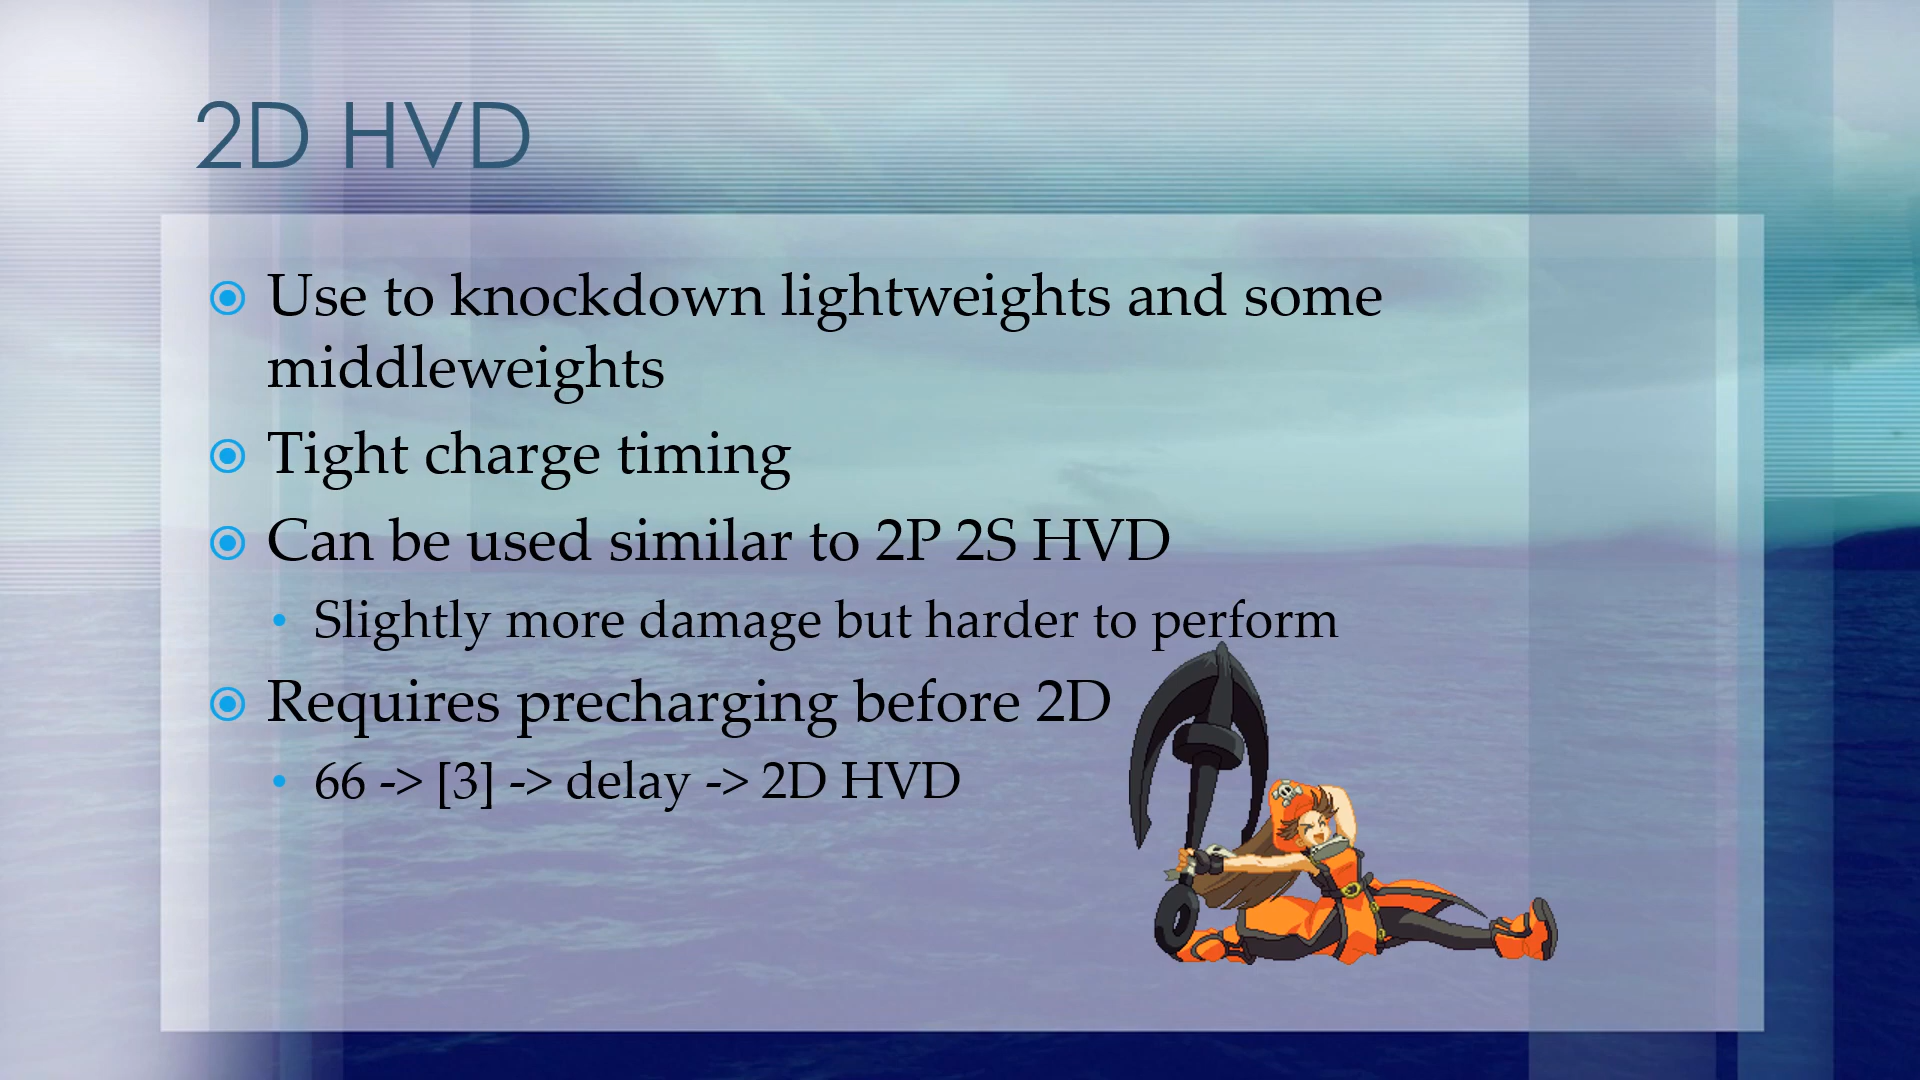 2D HVD
Use to knockdown lightweights and some
middleweights
Tight charge timing
Can be used similar to 2P 2S HVD
Slightly more damage but harder to perform
Requires precharging before 2D
66 -> [3] -> delay -> 2D HVD